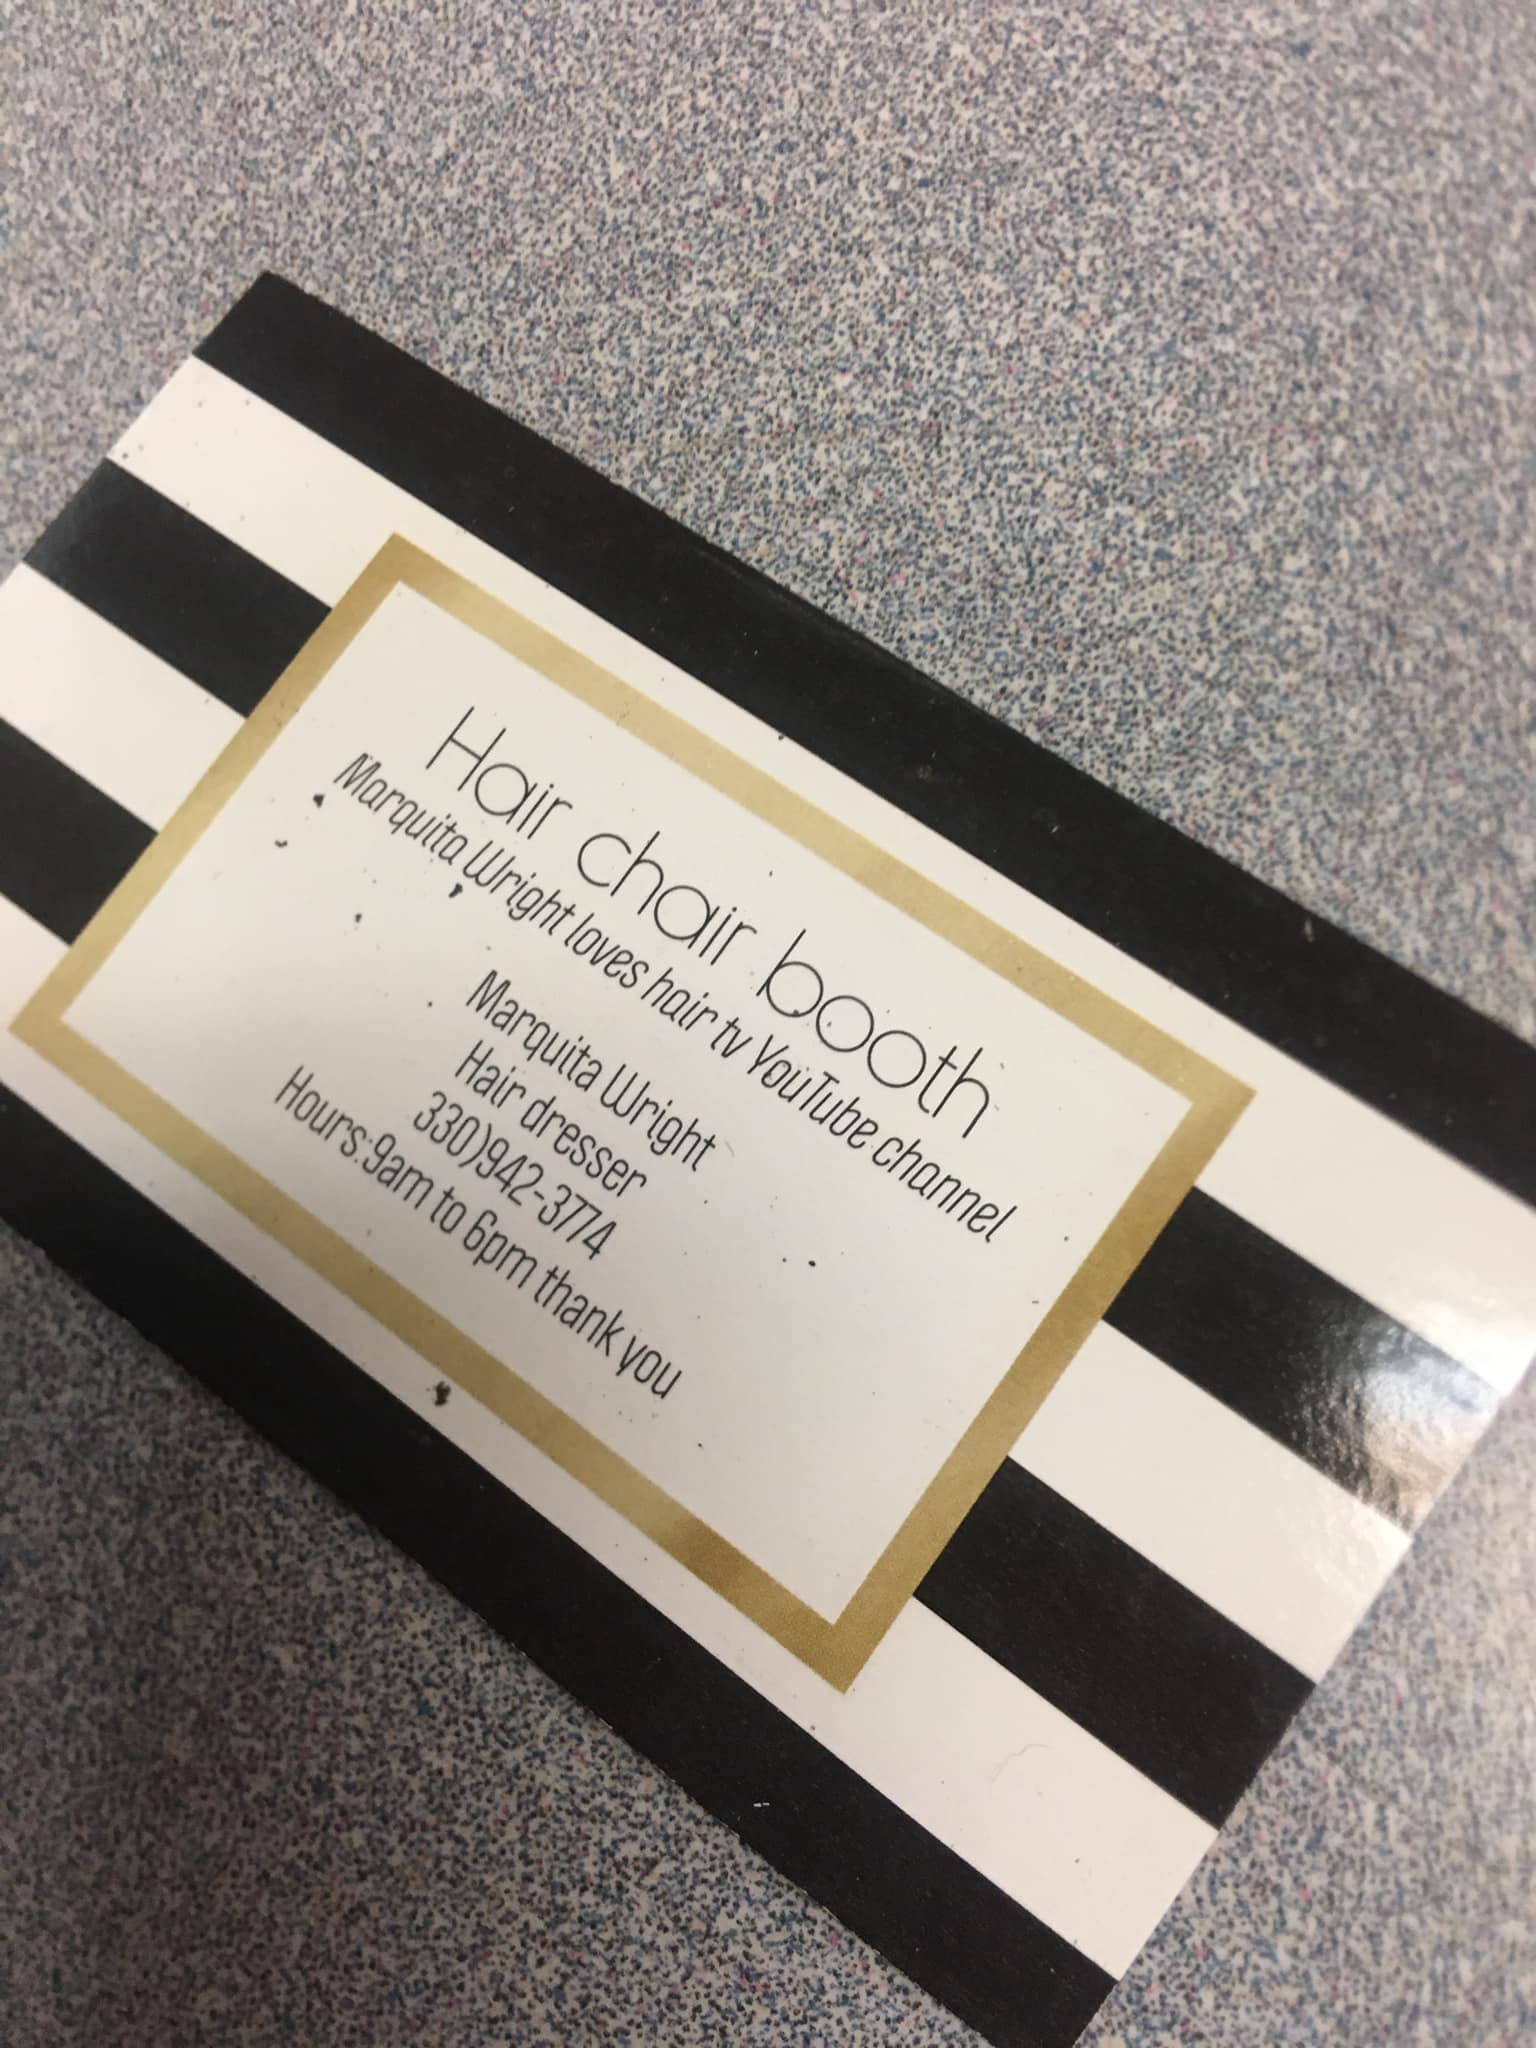 Hair chair booth
Marquita Wright loves hair tv YouTube channel
Marquita Wright
Hair dresser
330)942-3774
Hours:9am to 6pm thank you